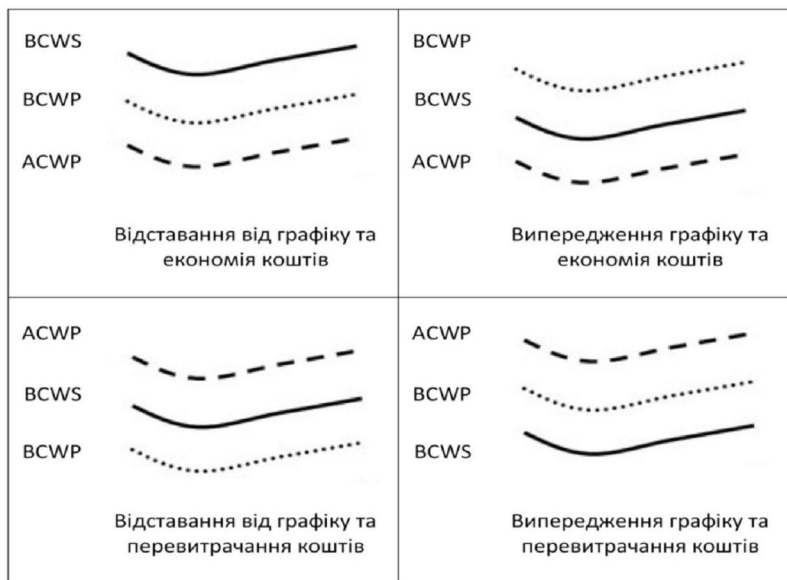 BCWS
BCWP
ACWP
Відставання від графіку та
економія коштів
BCWP
BCWS
ACWP
Випередження графіку та
економія коштів
ACWP
BCWS
BCWP
Відставання від графіку та
перевитрачання коштів
ACWP
BCWP
BCWS
Випередження графіку та
перевитрачання коштів